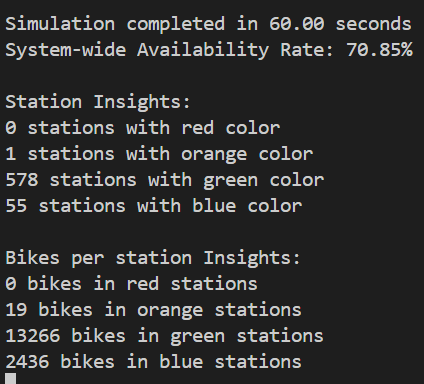 Simulation completed in 60.00 seconds
System-wide Availability Rate: 70.85%
Station Insights:
0 stations with red color
1 stations with orange color
578 stations with green color
55 stations with blue color
Bikes per station Insights:
0 bikes in red stations
19 bikes in orange stations
13266 bikes in green stations
2436 bikes in blue stations